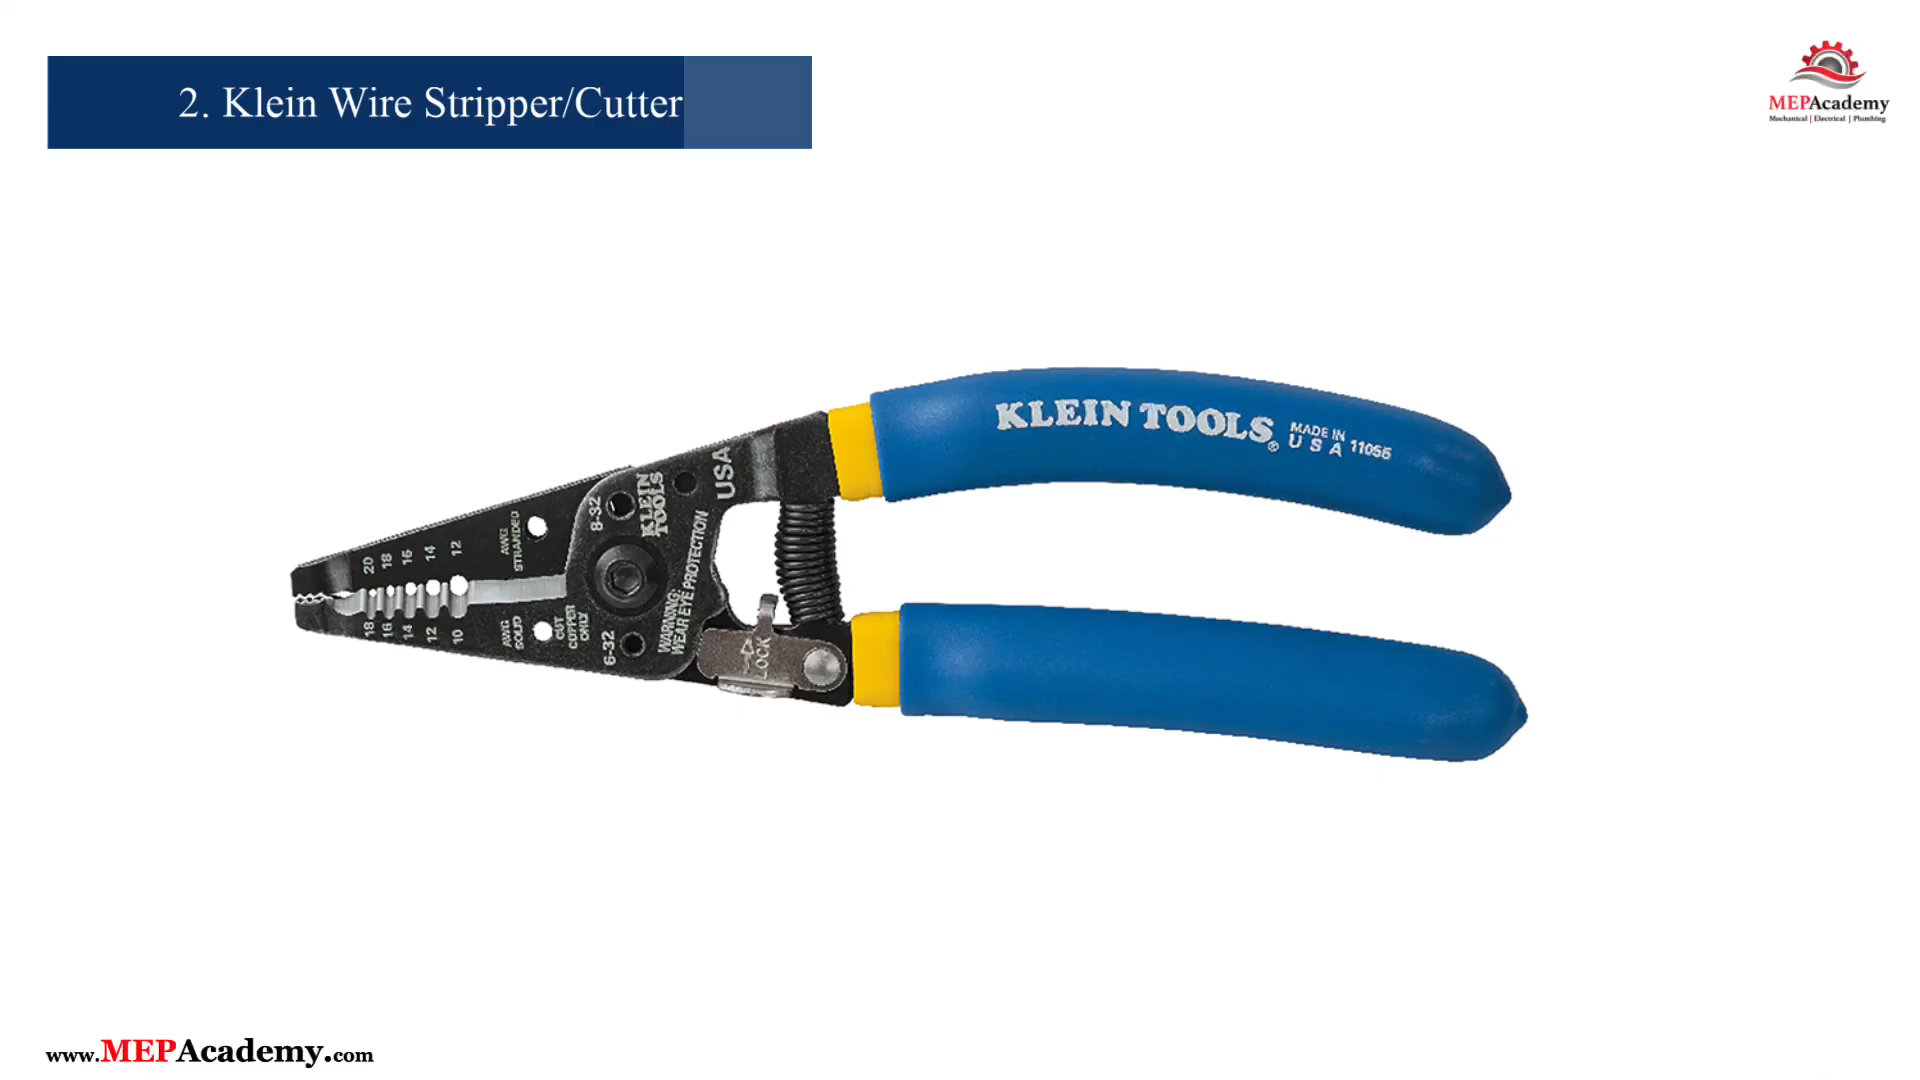 2. Klein Wire Stripper/Cutter
MEPAcademy
Mechanical | Electrical | Plumbing
KLEIN TOOLS®
MADE IN
U S A 11055
USA
KLEIN
TOOLS
8-32
AWG
STRANDED
20 18 16 14 12
18 16 14 12 10
AWG
SOLID
CUT
COPPER
ONLY
6-32
WARNING:
WEAR EYE PROTECTION
LOCK
www.MEPAcademy.com